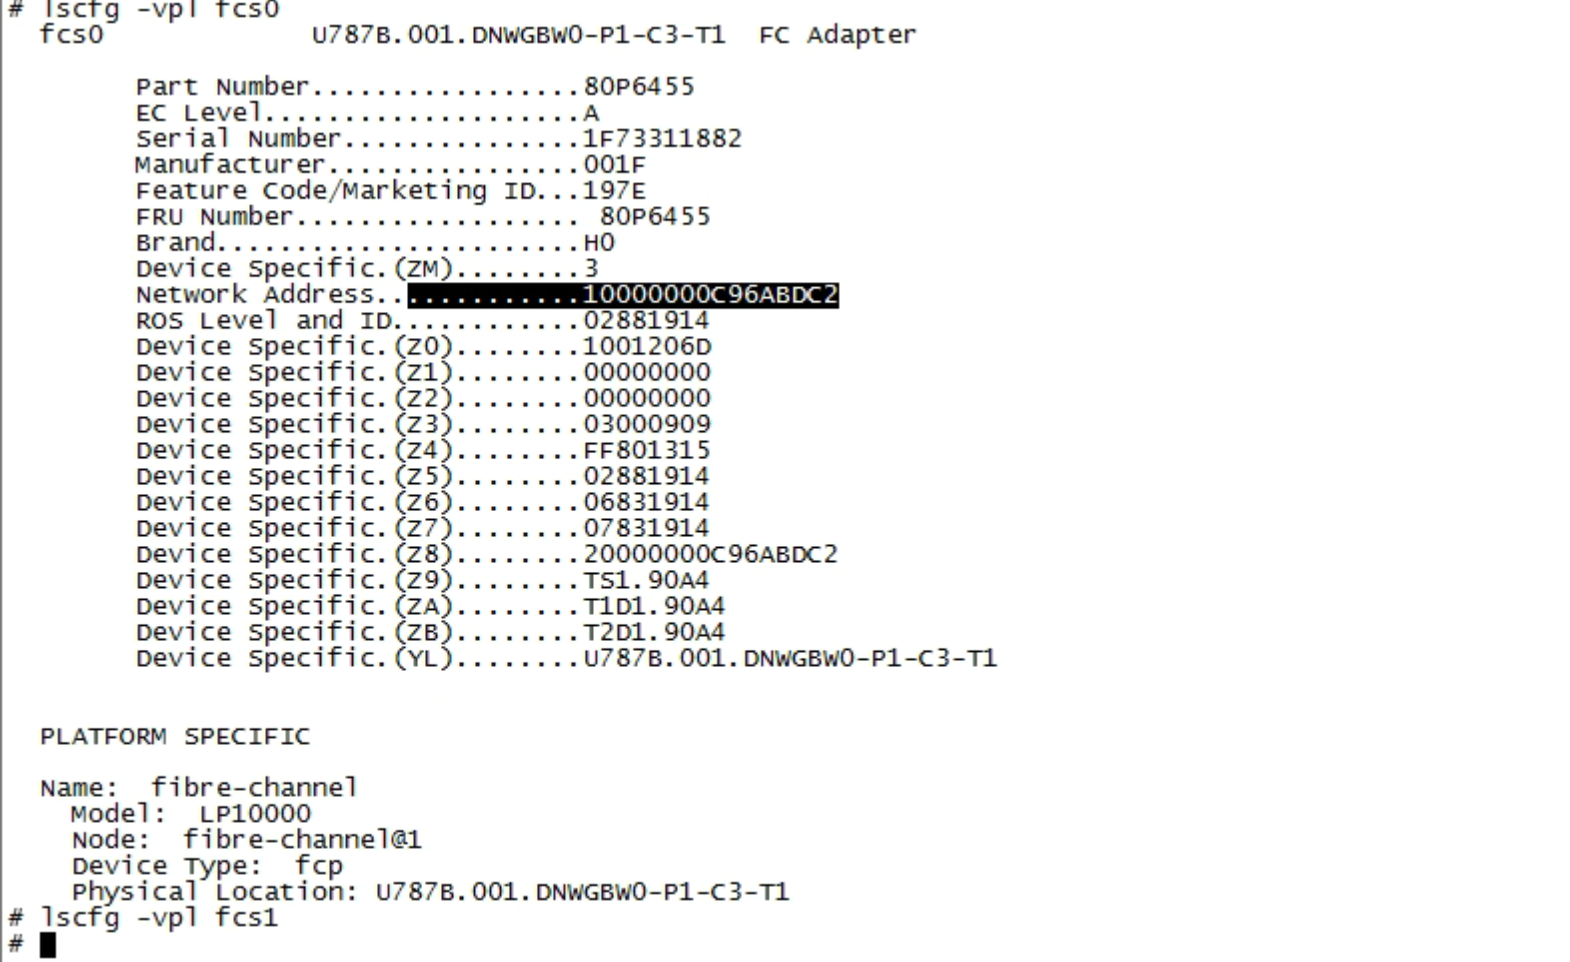 # lscfg -vpl fcs0
fcs0 U787B.001.DNWGBW0-P1-C3-T1 FC Adapter
Part Number.................80P6455
EC Level....................A
Serial Number...............1F73311882
Manufacturer................001F
Feature Code/Marketing ID...197E
FRU Number.................. 80P6455
Brand.......................H0
Device Specific.(ZM)........3
Network Address.............10000000C96ABDC2
ROS Level and ID............02881914
Device Specific.(Z0)........1001206D
Device Specific.(Z1)........00000000
Device Specific.(Z2)........00000000
Device Specific.(Z3)........03000909
Device Specific.(Z4)........FF801315
Device Specific.(Z5)........02881914
Device Specific.(Z6)........06831914
Device Specific.(Z7)........07831914
Device Specific.(Z8)........20000000C96ABDC2
Device Specific.(Z9)........TS1.90A4
Device Specific.(ZA)........T1D1.90A4
Device Specific.(ZB)........T2D1.90A4
Device Specific.(YL)........U787B.001.DNWGBW0-P1-C3-T1
PLATFORM SPECIFIC
Name: fibre-channel
Model: LP10000
Node: fibre-channel@1
Device Type: fcp
Physical Location: U787B.001.DNWGBW0-P1-C3-T1
# lscfg -vpl fcs1
#